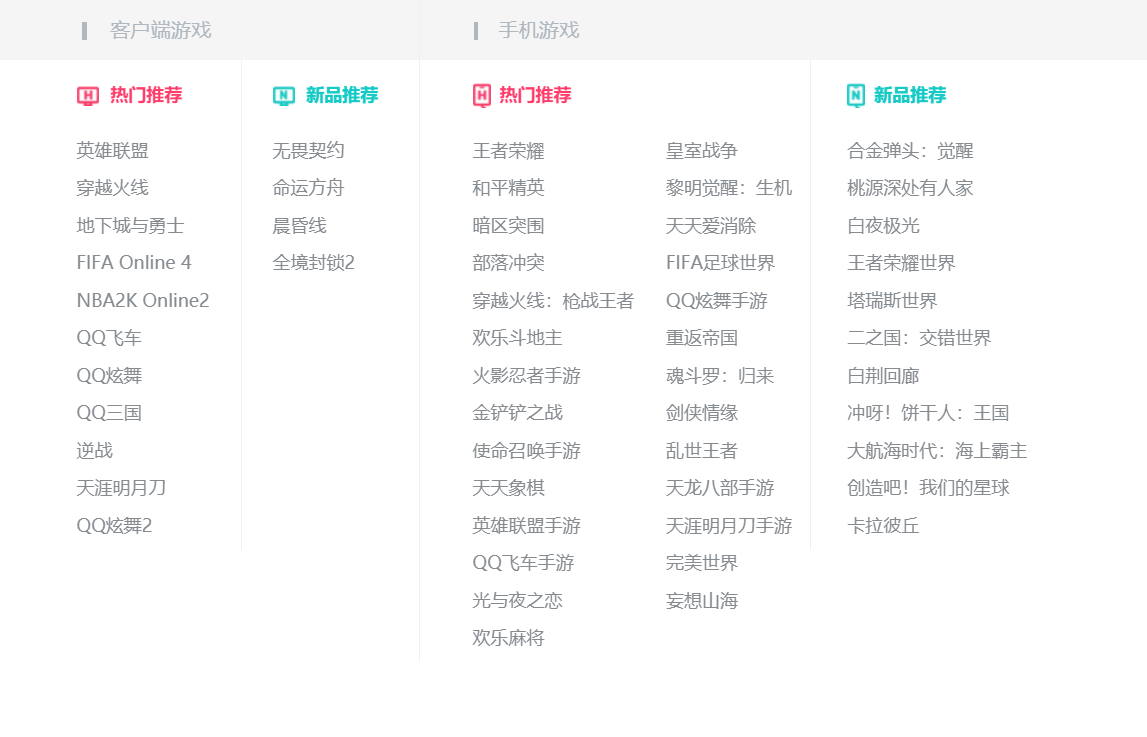 客户端游戏
手机游戏
热门推荐
英雄联盟
穿越火线
地下城与勇士
FIFA Online 4
NBA2K Online2
QQ飞车
QQ炫舞
QQ三国
逆战
天涯明月刀
QQ炫舞2
新品推荐
无畏契约
命运方舟
晨昏线
全境封锁2
热门推荐
王者荣耀
和平精英
暗区突围
部落冲突
穿越火线：枪战王者
欢乐斗地主
火影忍者手游
金铲铲之战
使命召唤手游
天天象棋
英雄联盟手游
QQ飞车手游
光与夜之恋
欢乐麻将
皇室战争
黎明觉醒：生机
天天爱消除
FIFA足球世界
QQ炫舞手游
重返帝国
魂斗罗：归来
剑侠情缘
乱世王者
天龙八部手游
天涯明月刀手游
完美世界
妄想山海
新品推荐
合金弹头：觉醒
桃源深处有人家
白夜极光
王者荣耀世界
塔瑞斯世界
二之国：交错世界
白荆回廊
冲呀！饼干人：王国
大航海时代：海上霸主
创造吧！我们的星球
卡拉彼丘